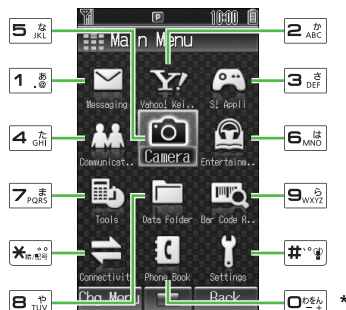 P 10:00
Main Menu
5 な JKL
2 か ABC
1 .あ @
3 さ DEF
4 た GHI
6 は MNO
7 ま PQRS
9 ら WXYZ
8 や TUV
0 わをん
*
Messaging Yahoo! Kei.. S! Appli
Communicat.. Camera Entertainm..
Tools Data Folder Bar Code R..
Connectivit Phone Book Settings
Chg Menu Back